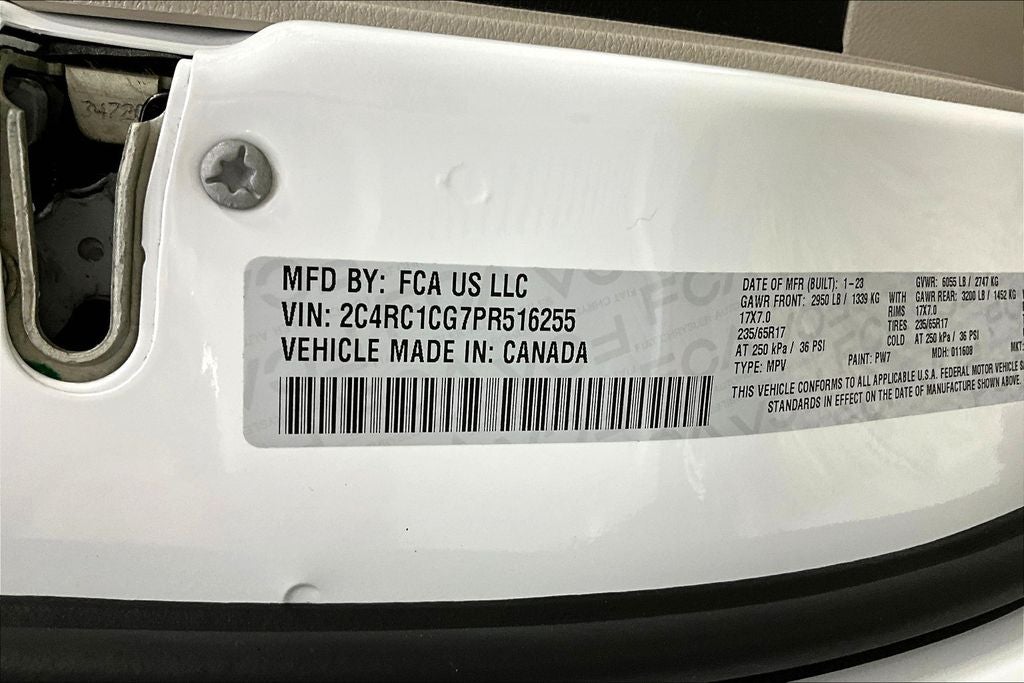 MFD BY: FCA US LLC
VIN: 2C4RC1CG7PR516255
VEHICLE MADE IN: CANADA
DATE OF MFR (BUILT): 1-23 GVWR: 6055 LB / 2747 KG
GAWR FRONT: 2950 LB / 1339 KG WITH GAWR REAR: 3200 LB / 1452 KG
17X7.0 RIMS 17X7.0
235/65R17 TIRES 235/65R17
AT 250 kPa / 36 PSI COLD AT 250 kPa / 36 PSI
TYPE: MPV PAINT: PW7 MDH: 011608 MKT:
THIS VEHICLE CONFORMS TO ALL APPLICABLE U.S.A. FEDERAL MOTOR VEHICLE
STANDARDS IN EFFECT ON THE DATE OF MANUFACTURE SHOWN ABOVE.